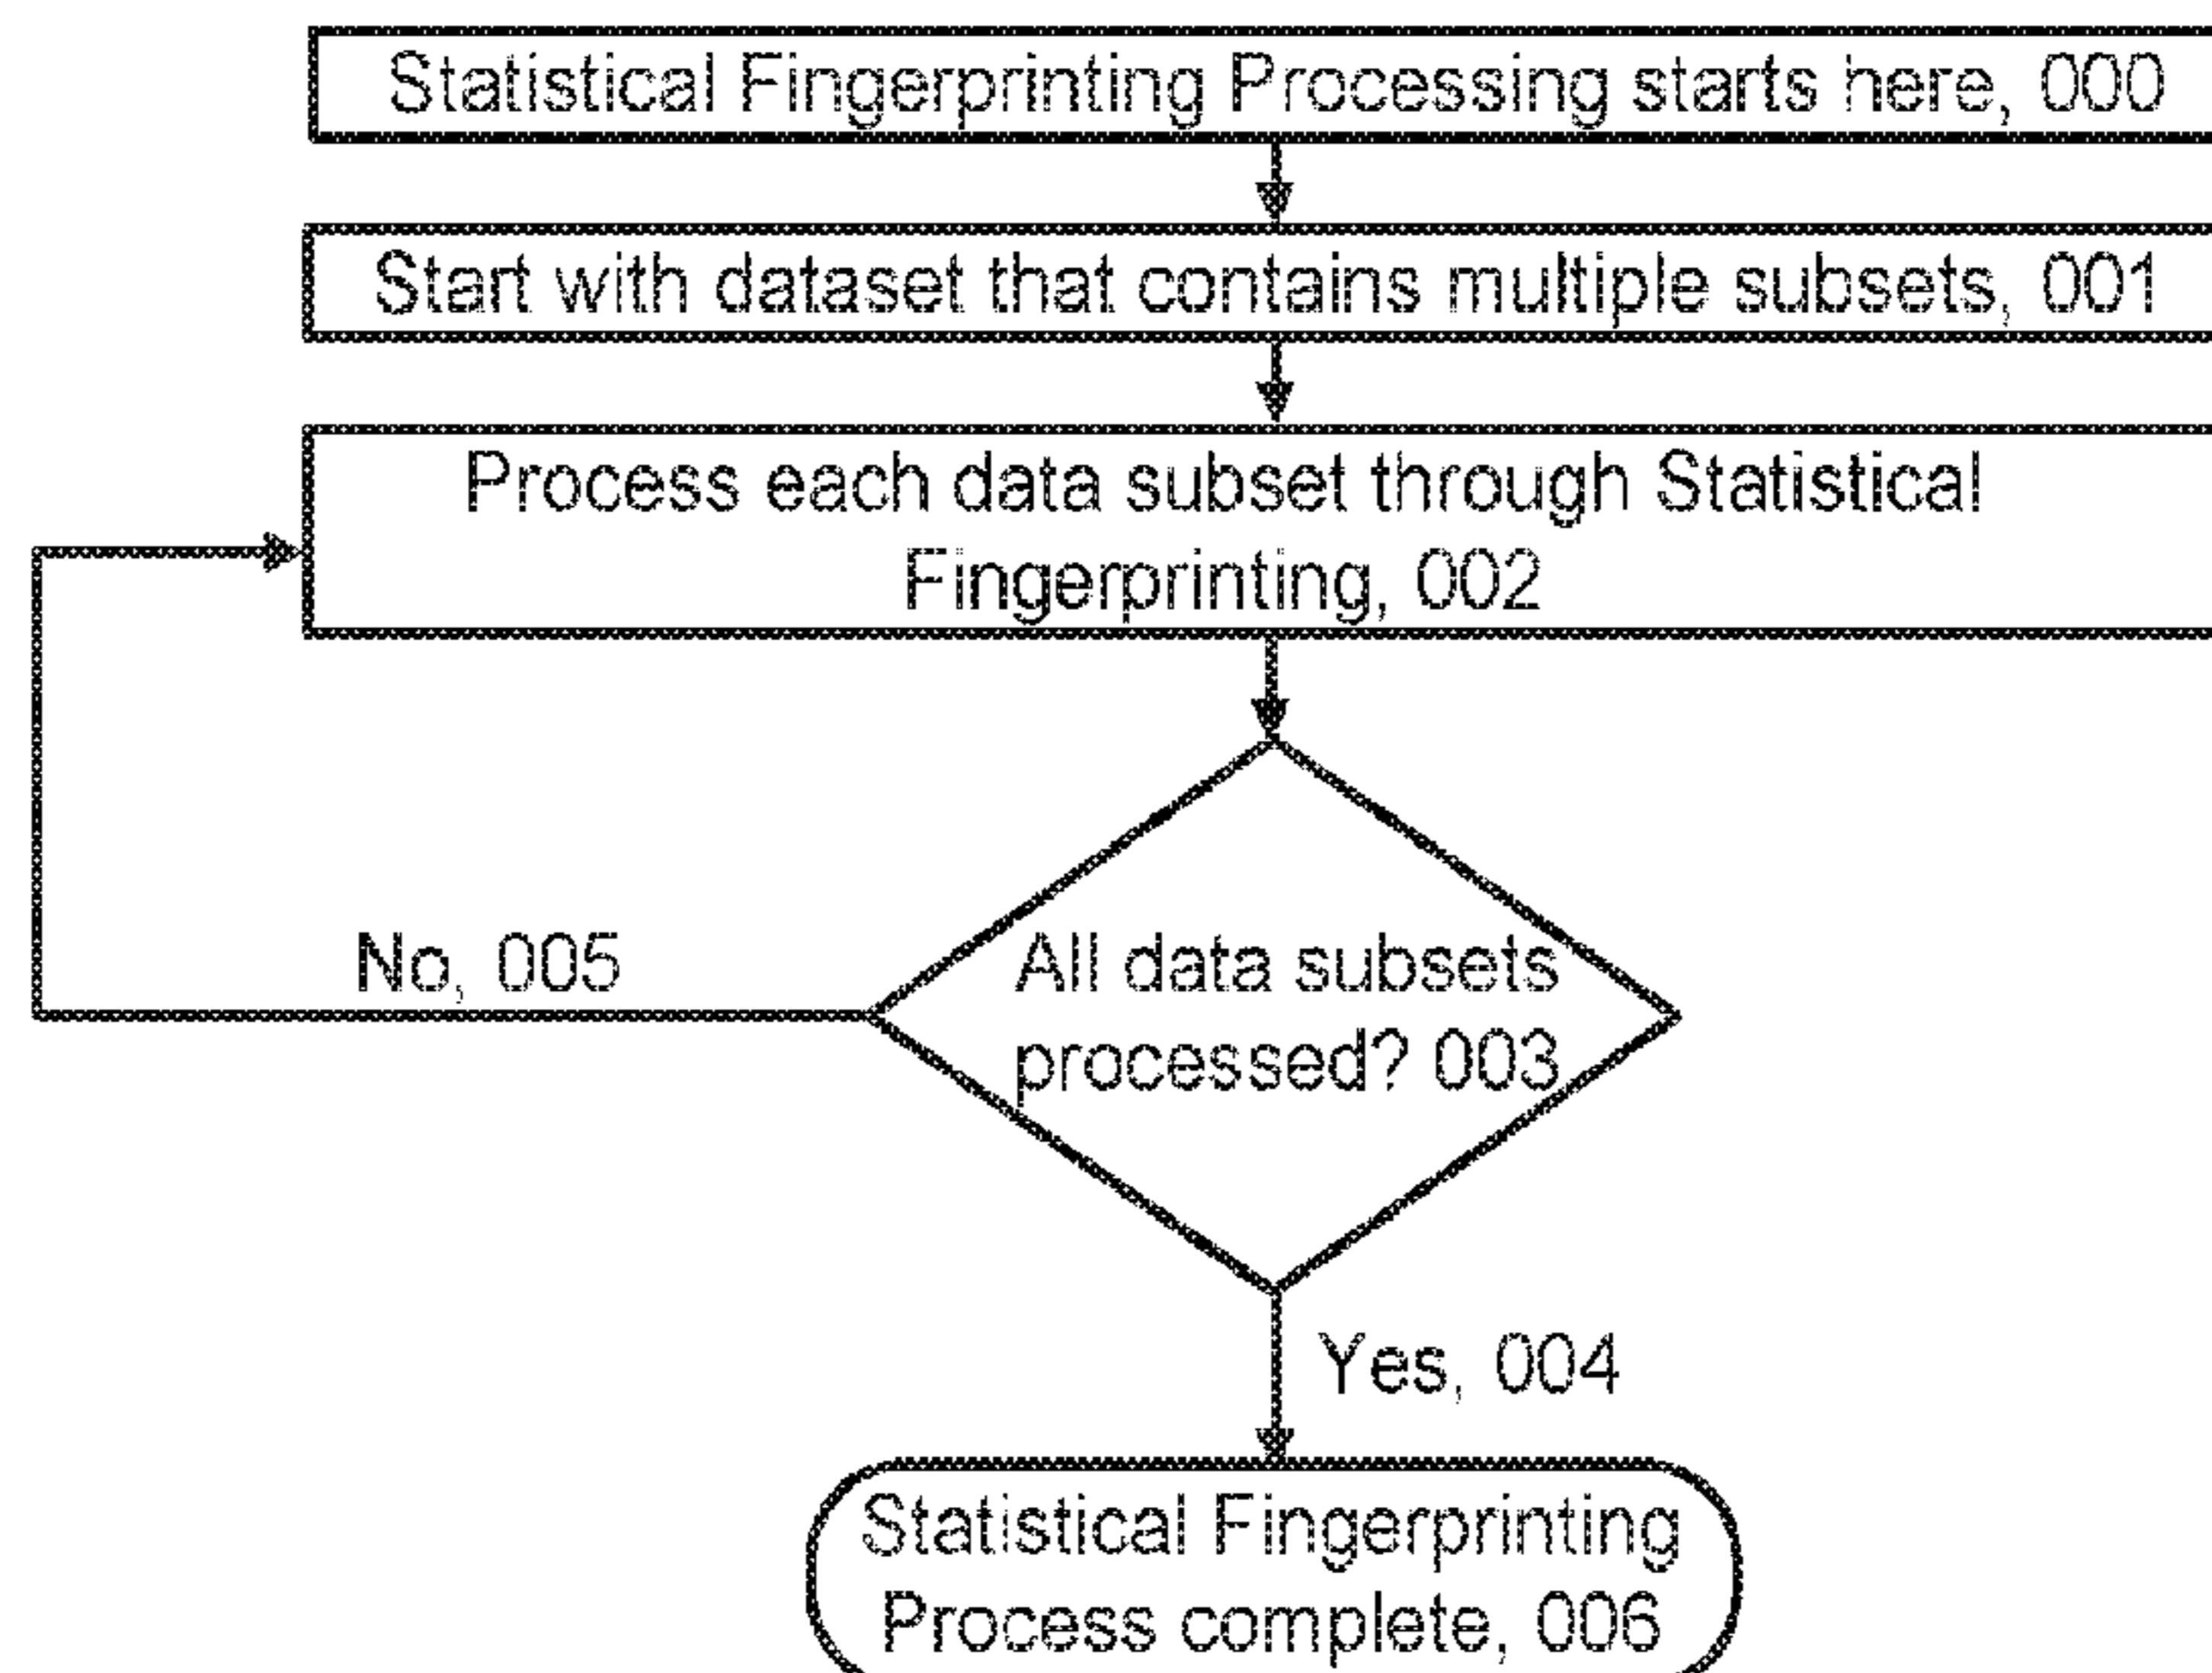 Statistical Fingerprinting Processing starts here, 000
Start with dataset that contains multiple subsets, 001
Process each data subset through Statistical
Fingerprinting, 002
No, 005
All data subsets
processed? 003
Yes, 004
Statistical Fingerprinting
Process complete, 006